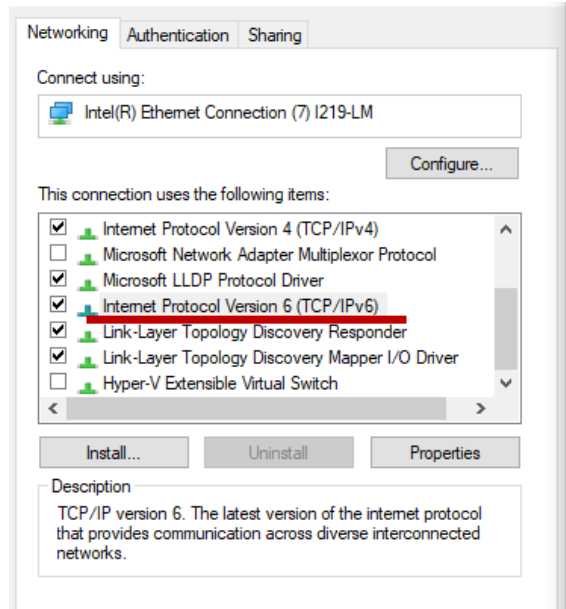 Networking Authentication Sharing
Connect using:
Intel(R) Ethernet Connection (7) I219-LM
Configure...
This connection uses the following items:
Internet Protocol Version 4 (TCP/IPv4)
Microsoft Network Adapter Multiplexor Protocol
Microsoft LLDP Protocol Driver
Internet Protocol Version 6 (TCP/IPv6)
Link-Layer Topology Discovery Responder
Link-Layer Topology Discovery Mapper I/O Driver
Hyper-V Extensible Virtual Switch
Install... Uninstall Properties
Description
TCP/IP version 6. The latest version of the internet protocol
that provides communication across diverse interconnected
networks.